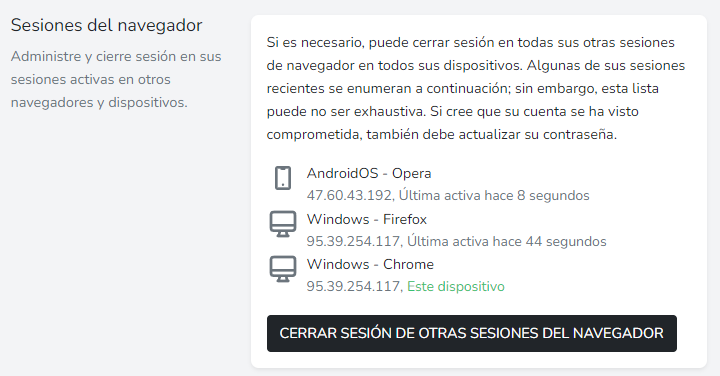 Sesiones del navegador
Administre y cierre sesión en sus
sesiones activas en otros
navegadores y dispositivos.
Si es necesario, puede cerrar sesión en todas sus otras sesiones
de navegador en todos sus dispositivos. Algunas de sus sesiones
recientes se enumeran a continuación; sin embargo, esta lista
puede no ser exhaustiva. Si cree que su cuenta se ha visto
comprometida, también debe actualizar su contraseña.
AndroidOS - Opera
47.60.43.192, Última activa hace 8 segundos
Windows - Firefox
95.39.254.117, Última activa hace 44 segundos
Windows - Chrome
95.39.254.117, Este dispositivo
CERRAR SESIÓN DE OTRAS SESIONES DEL NAVEGADOR